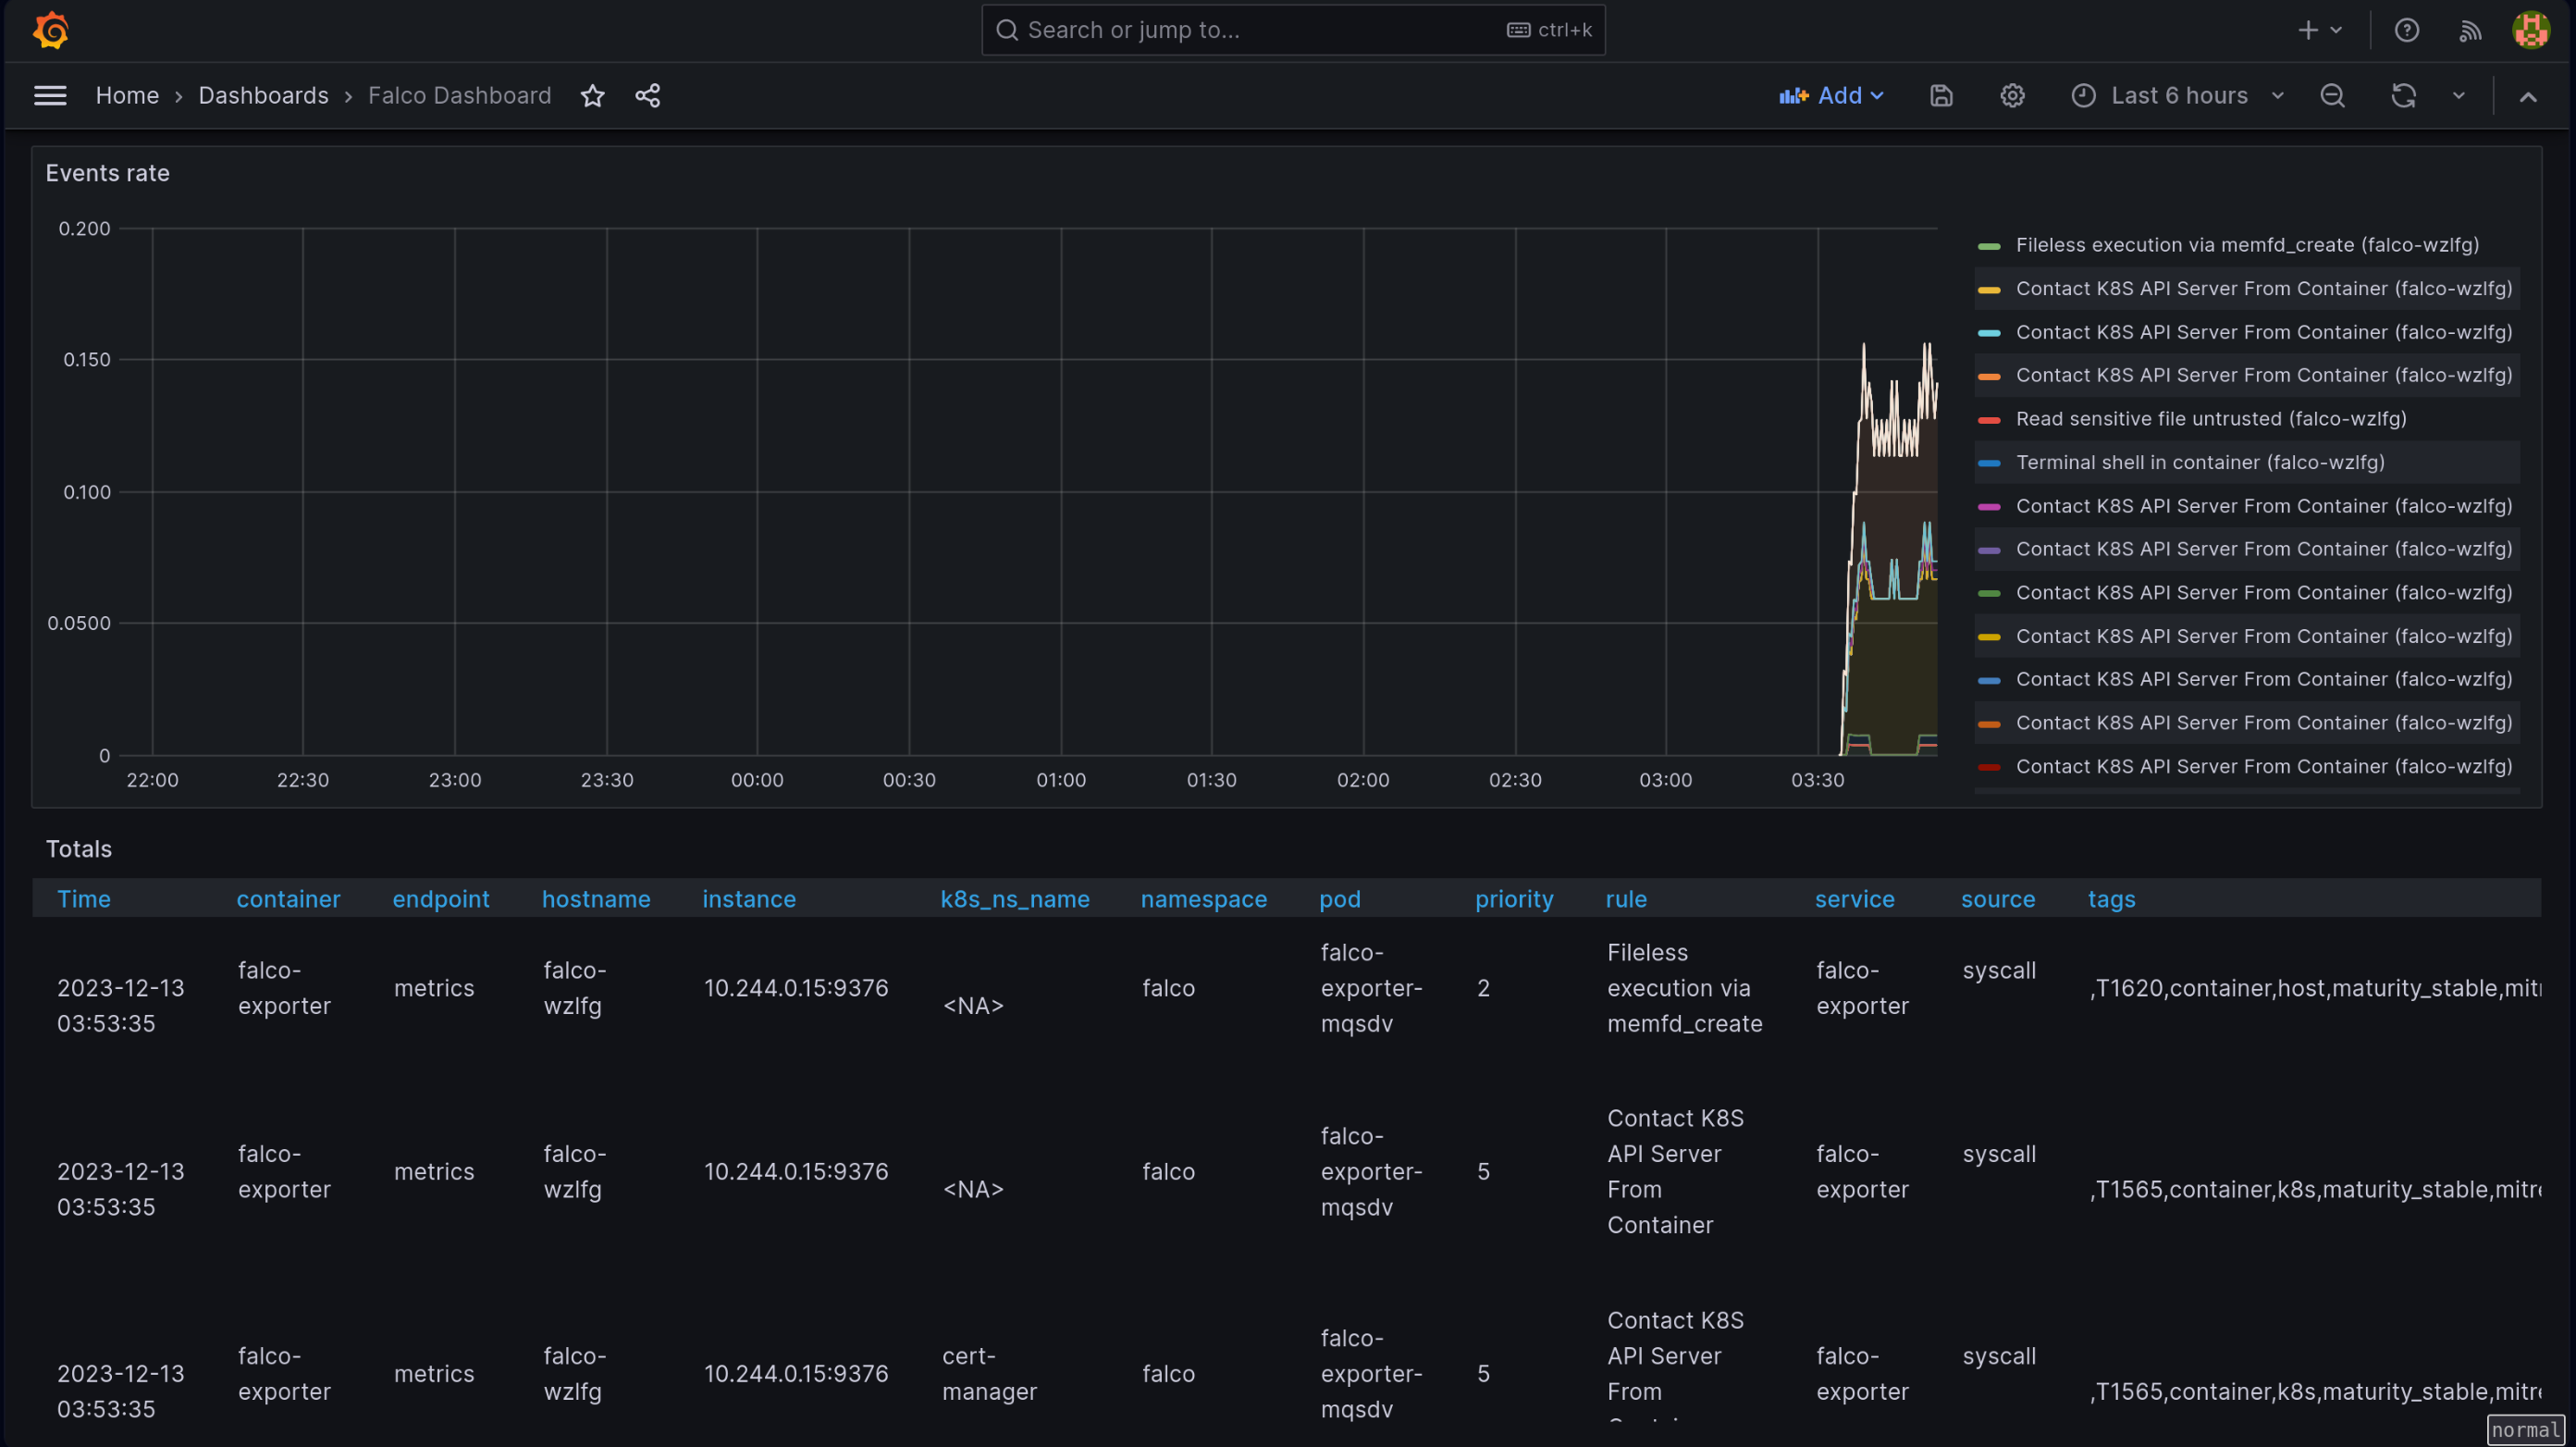 Search or jump to...
ctrl+k
Home › Dashboards › Falco Dashboard
Add
Last 6 hours
Events rate
0.200
0.150
0.100
0.0500
0
22:00
22:30
23:00
23:30
00:00
00:30
01:00
01:30
02:00
02:30
03:00
03:30
Fileless execution via memfd_create (falco-wzlfg)
Contact K8S API Server From Container (falco-wzlfg)
Contact K8S API Server From Container (falco-wzlfg)
Contact K8S API Server From Container (falco-wzlfg)
Read sensitive file untrusted (falco-wzlfg)
Terminal shell in container (falco-wzlfg)
Contact K8S API Server From Container (falco-wzlfg)
Contact K8S API Server From Container (falco-wzlfg)
Contact K8S API Server From Container (falco-wzlfg)
Contact K8S API Server From Container (falco-wzlfg)
Contact K8S API Server From Container (falco-wzlfg)
Contact K8S API Server From Container (falco-wzlfg)
Contact K8S API Server From Container (falco-wzlfg)
Totals
Time container endpoint hostname instance k8s_ns_name namespace pod priority rule service source tags
2023-12-13
03:53:35
falco-
exporter
metrics
falco-
wzlfg
10.244.0.15:9376
<NA>
falco
falco-
exporter-
mqsdv
2
Fileless
execution via
memfd_create
falco-
exporter
syscall
,T1620,container,host,maturity_stable,mitr
2023-12-13
03:53:35
falco-
exporter
metrics
falco-
wzlfg
10.244.0.15:9376
<NA>
falco
falco-
exporter-
mqsdv
5
Contact K8S
API Server
From
Container
falco-
exporter
syscall
,T1565,container,k8s,maturity_stable,mitre
2023-12-13
03:53:35
falco-
exporter
metrics
falco-
wzlfg
10.244.0.15:9376
cert-
manager
falco
falco-
exporter-
mqsdv
5
Contact K8S
API Server
From
falco-
exporter
syscall
,T1565,container,k8s,maturity_stable,mitre
normal